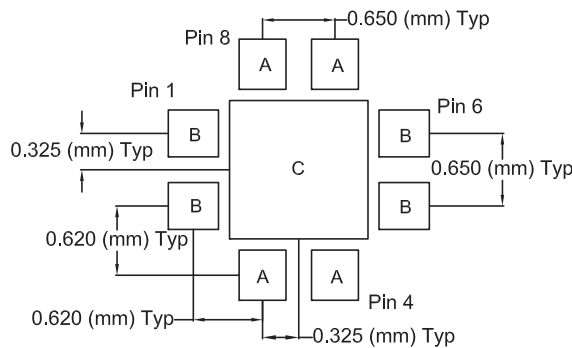 0.650 (mm) Typ
Pin 8
A A
Pin 1
Pin 6
B B
0.325 (mm) Typ
C
0.650 (mm) Typ
B B
0.620 (mm) Typ
A A
Pin 4
0.620 (mm) Typ
0.325 (mm) Typ